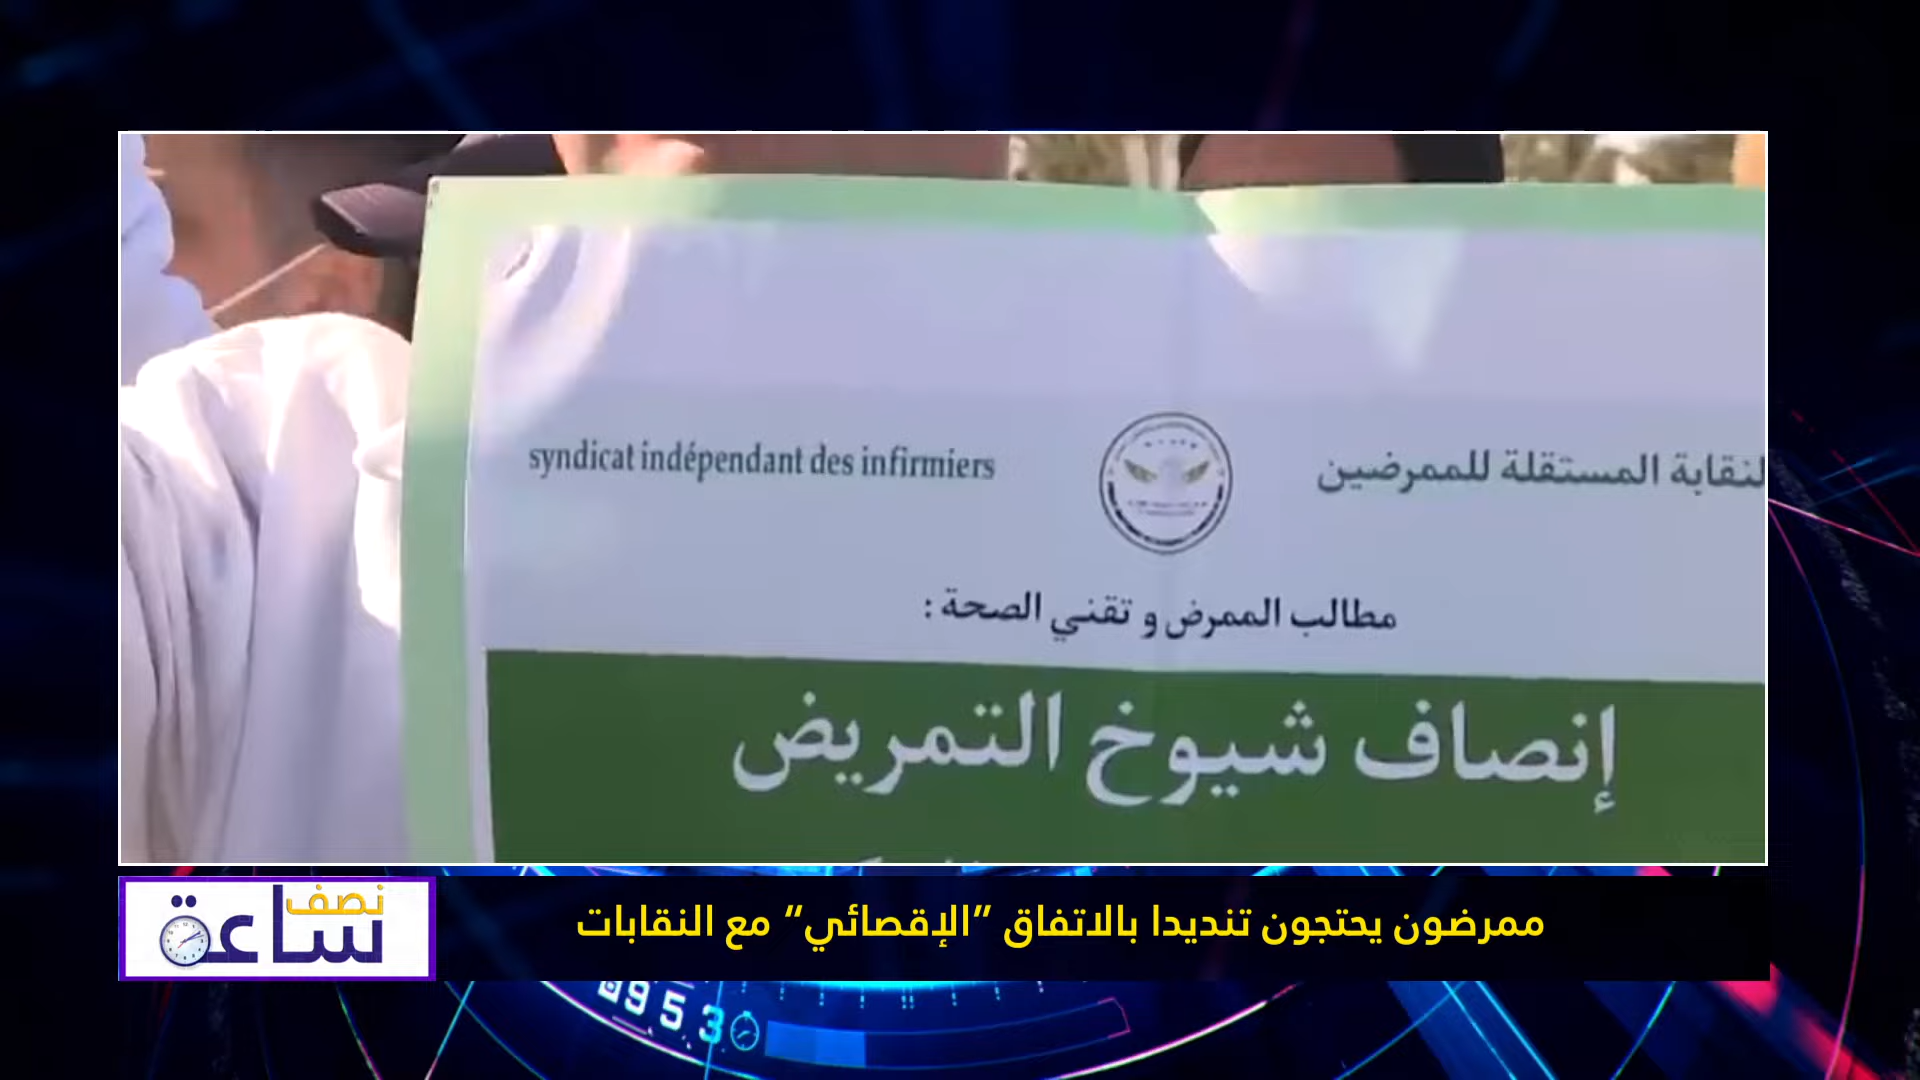 النقابة المستقلة للممرضين
syndicat indépendant des infirmiers
مطالب الممرض و تقني الصحة :
إنصاف شيوخ التمريض
نصف
ساعة
ممرضون يحتجون تنديدا بالاتفاق ”الإقصائي“ مع النقابات
953